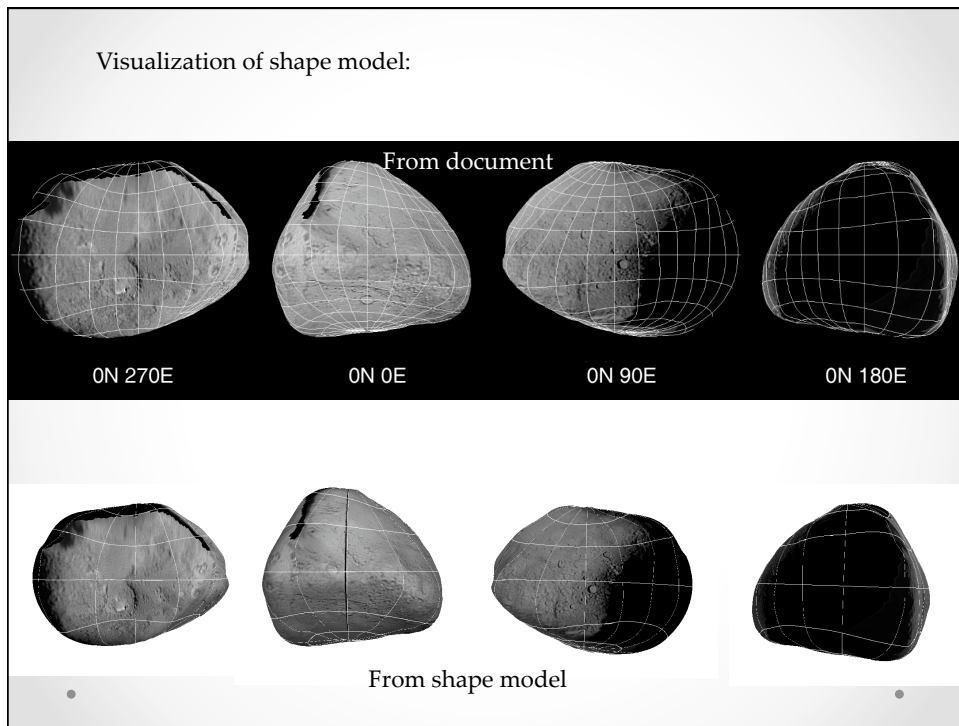 Visualization of shape model:
From document
0N 270E
0N 0E
0N 90E
0N 180E
From shape model